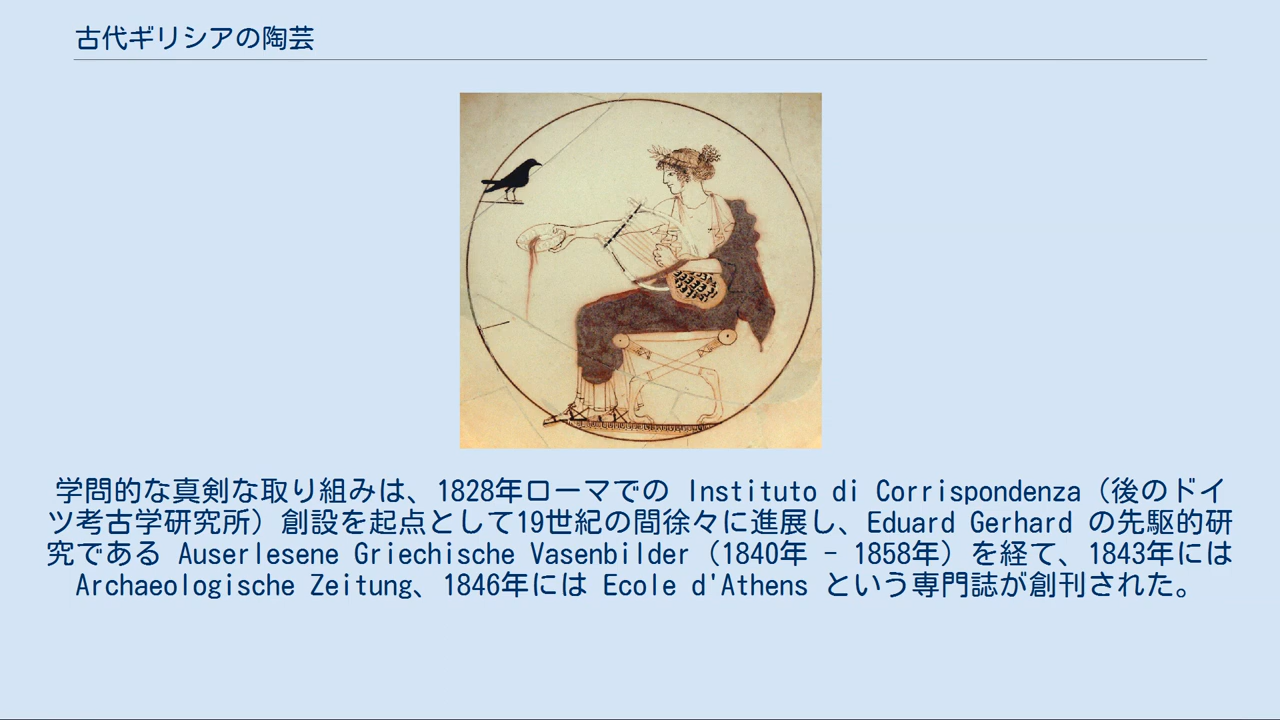 古代ギリシアの陶芸
学問的な真剣な取り組みは、1828年ローマでの Instituto di Corrispondenza（後のドイ
ツ考古学研究所）創設を起点として19世紀の間徐々に進展し、Eduard Gerhard の先駆的研
究である Auserlesene Griechische Vasenbilder（1840年 - 1858年）を経て、1843年には
Archaeologische Zeitung、1846年には Ecole d'Athens という専門誌が創刊された。